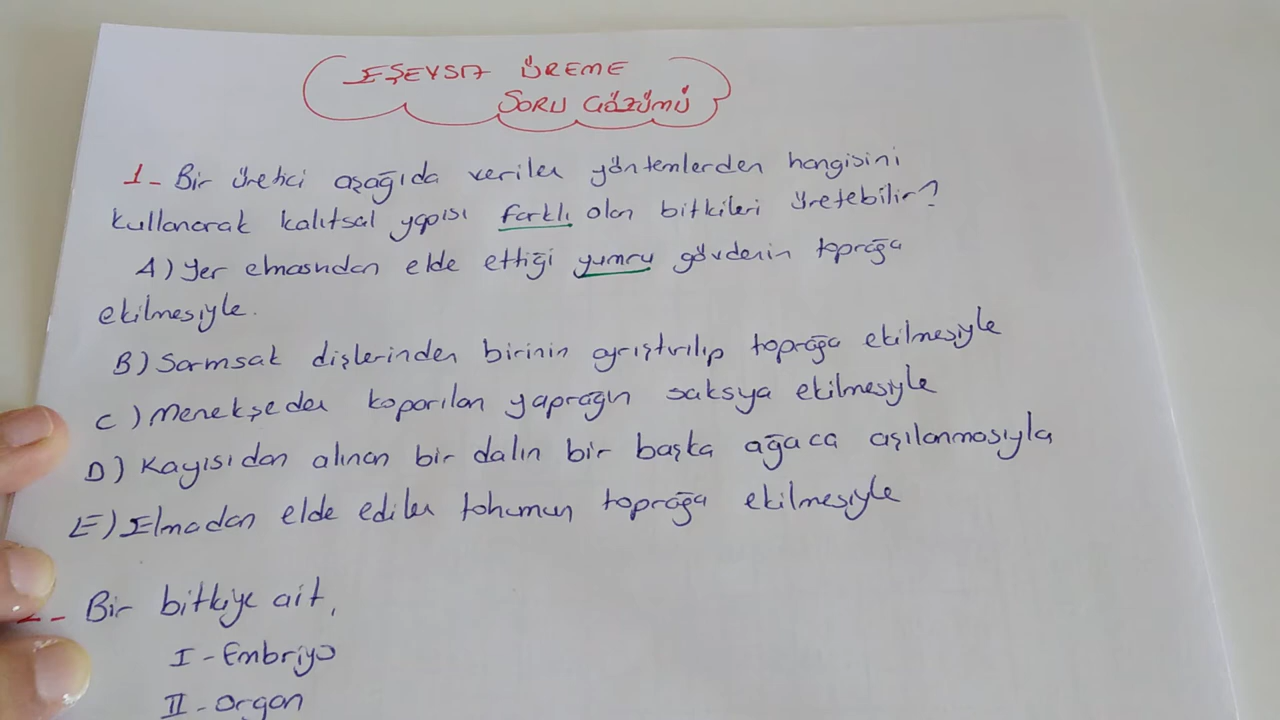 EŞEYSİZ ÜREME
SORU ÇÖZÜMÜ
1- Bir üretici aşağıda verilen yöntemlerden hangisini
kullanarak kalıtsal yapısı farklı olan bitkileri üretebilir?
A) Yer elmasından elde ettiği yumru gövdenin toprağa
ekilmesiyle.
B) Sarmsak dişlerinden birinin ayrıştırılıp toprağa ekilmesiyle
C) Menekşeden koparılan yaprağın saksıya ekilmesiyle
D) Kayısıdan alınan bir dalın bir başka ağaca aşılanmasıyla
E) Elmadan elde edilen tohumun toprağa ekilmesiyle
- Bir bitkiye ait,
I - Embriyo
II - Organ